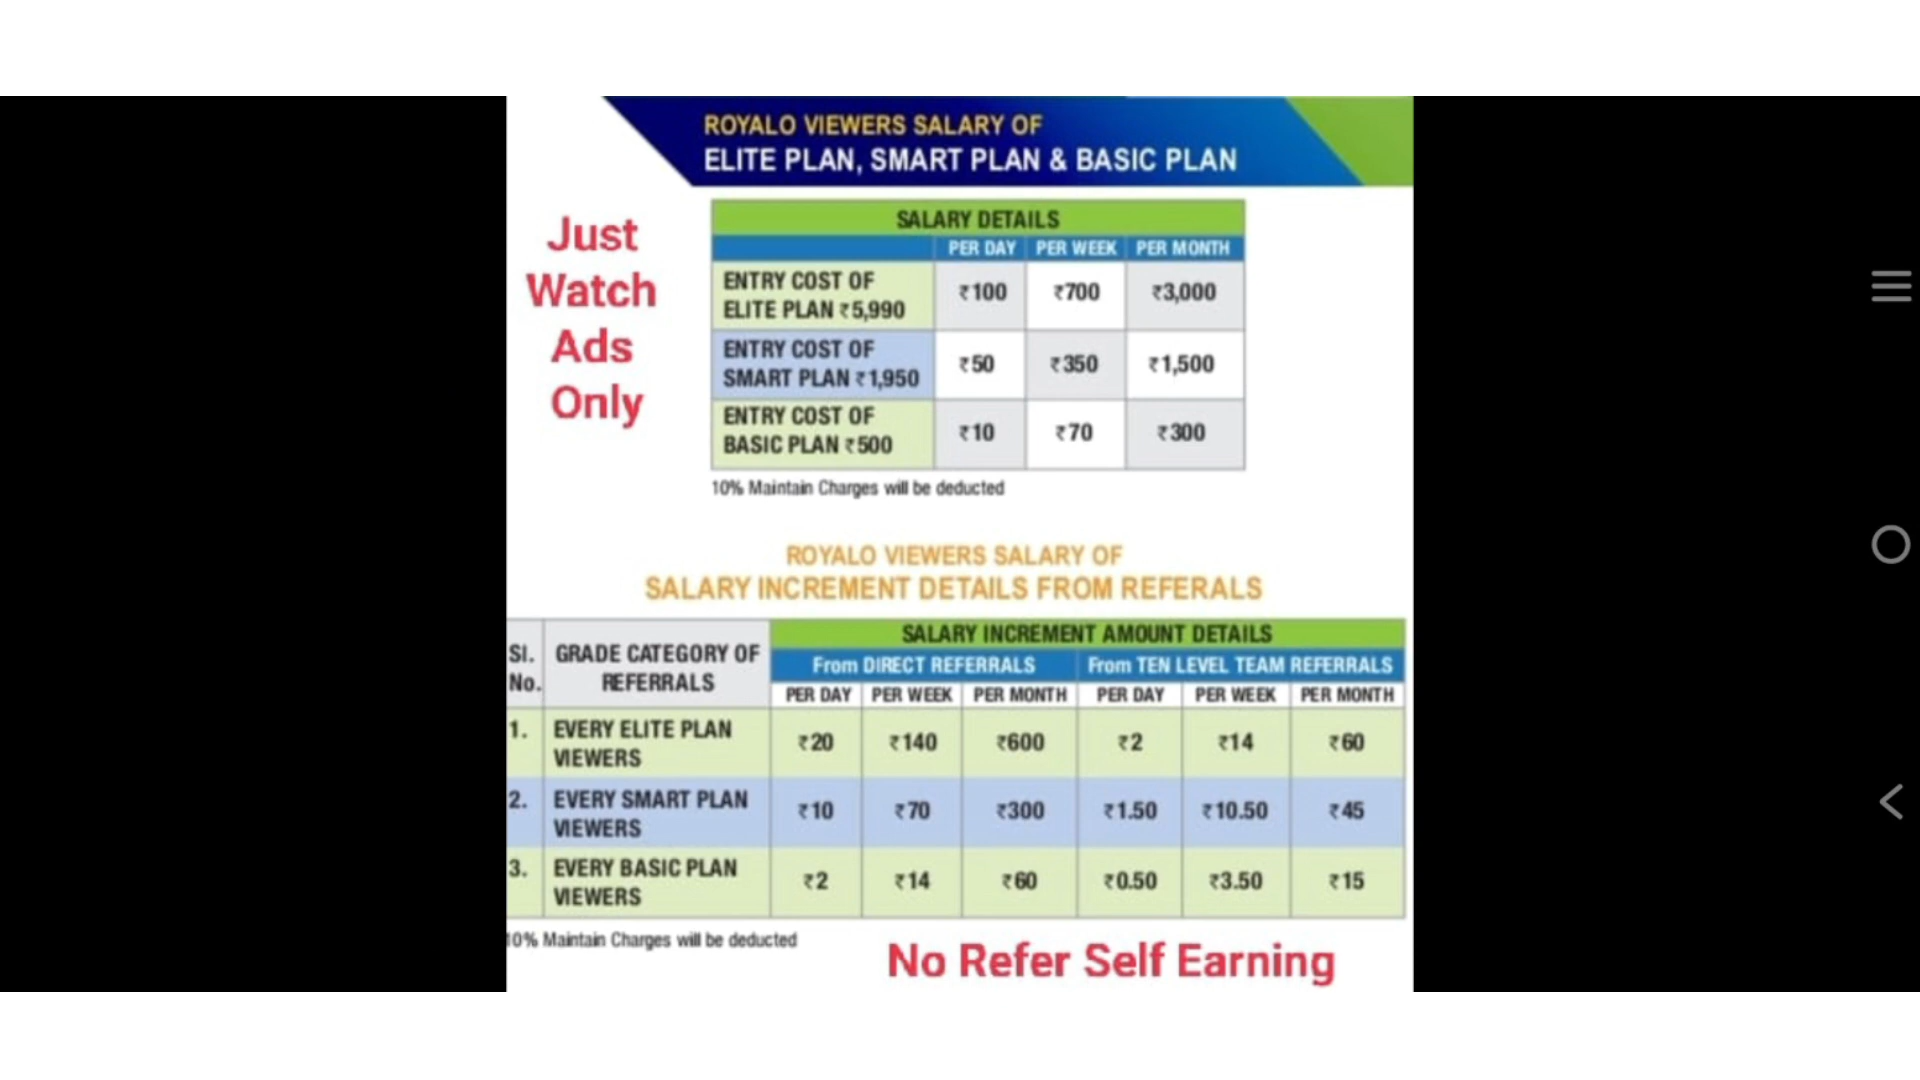 ROYALO VIEWERS SALARY OF
ELITE PLAN, SMART PLAN & BASIC PLAN
Just
Watch
Ads
Only
SALARY DETAILS
PER DAY PER WEEK PER MONTH
ENTRY COST OF
ELITE PLAN ₹5,990 ₹100 ₹700 ₹3,000
ENTRY COST OF
SMART PLAN ₹1,950 ₹50 ₹350 ₹1,500
ENTRY COST OF
BASIC PLAN ₹500 ₹10 ₹70 ₹300
10% Maintain Charges will be deducted
ROYALO VIEWERS SALARY OF
SALARY INCREMENT DETAILS FROM REFERALS
Sl. No. GRADE CATEGORY OF REFERRALS
SALARY INCREMENT AMOUNT DETAILS
From DIRECT REFERRALS From TEN LEVEL TEAM REFERRALS
PER DAY PER WEEK PER MONTH PER DAY PER WEEK PER MONTH
1. EVERY ELITE PLAN
VIEWERS ₹20 ₹140 ₹600 ₹2 ₹14 ₹60
2. EVERY SMART PLAN
VIEWERS ₹10 ₹70 ₹300 ₹1.50 ₹10.50 ₹45
3. EVERY BASIC PLAN
VIEWERS ₹2 ₹14 ₹60 ₹0.50 ₹3.50 ₹15
10% Maintain Charges will be deducted
No Refer Self Earning